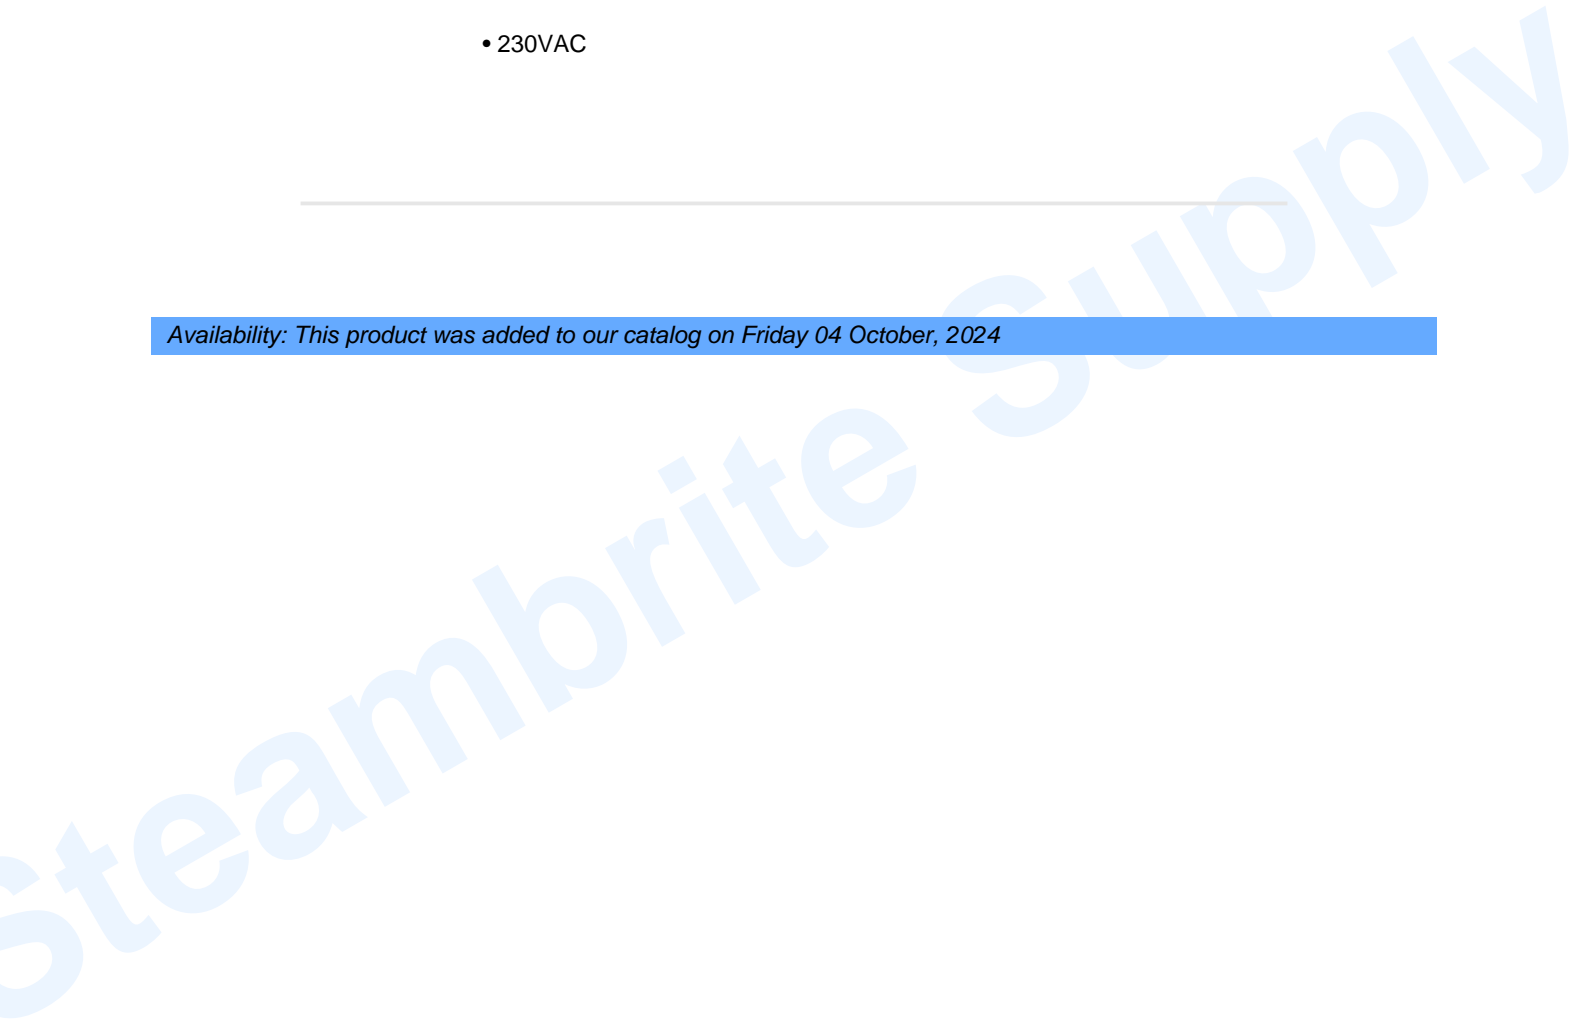 • 230VAC
Availability: This product was added to our catalog on Friday 04 October, 2024
Steambrite Supply